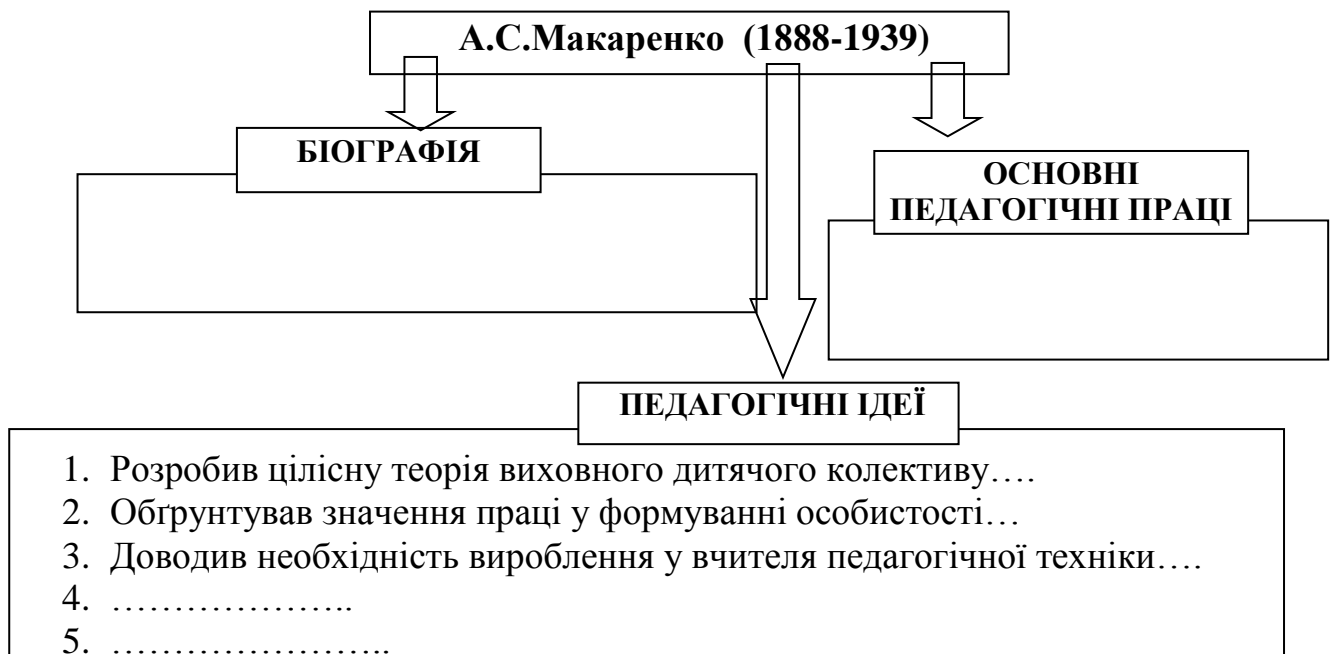 А.С.Макаренко (1888-1939)
БІОГРАФІЯ
ОСНОВНІ
ПЕДАГОГІЧНІ ПРАЦІ
ПЕДАГОГІЧНІ ІДЕЇ
1. Розробив цілісну теорія виховного дитячого колективу….
2. Обґрунтував значення праці у формуванні особистості…
3. Доводив необхідність вироблення у вчителя педагогічної техніки….
4. ………………..
5. …………………..